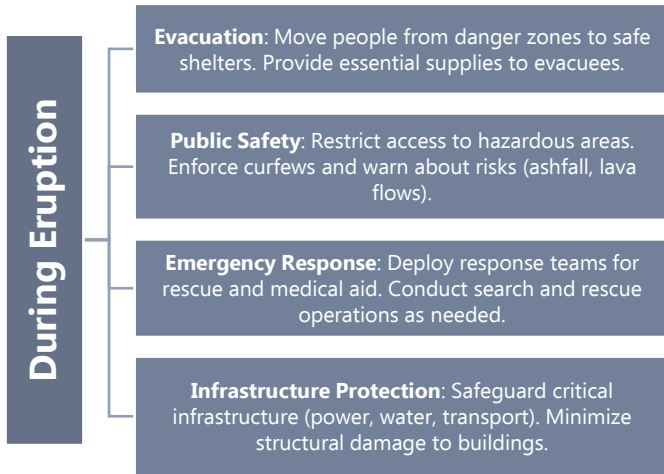 During Eruption
Evacuation: Move people from danger zones to safe
shelters. Provide essential supplies to evacuees.
Public Safety: Restrict access to hazardous areas.
Enforce curfews and warn about risks (ashfall, lava
flows).
Emergency Response: Deploy response teams for
rescue and medical aid. Conduct search and rescue
operations as needed.
Infrastructure Protection: Safeguard critical
infrastructure (power, water, transport). Minimize
structural damage to buildings.